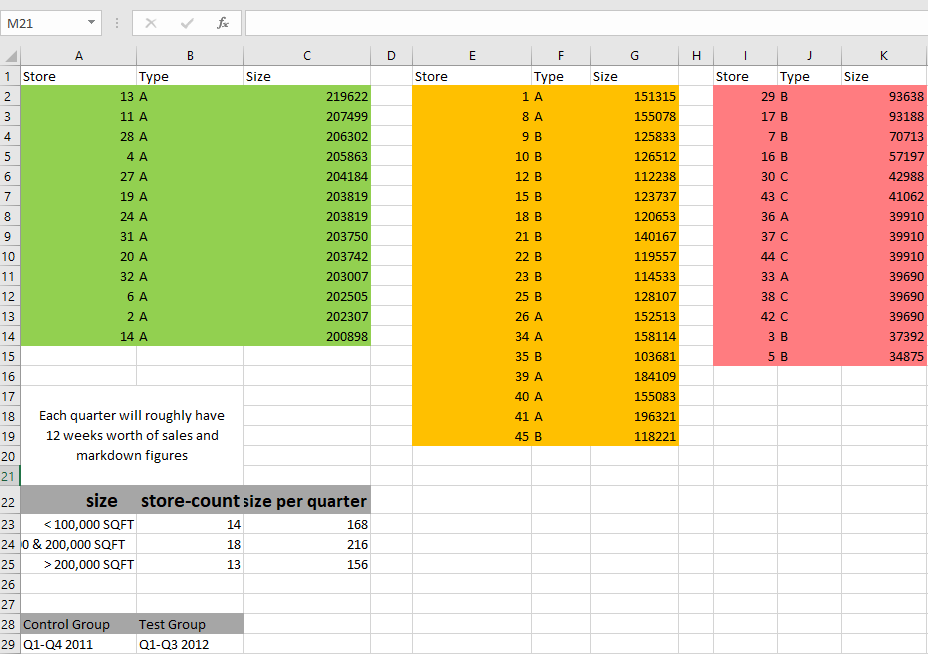 M21 fx
A B C D E F G H I J K
1 Store Type Size Store Type Size Store Type Size
2 13 A 219622 1 A 151315 29 B 93638
3 11 A 207499 8 A 155078 17 B 93188
4 28 A 206302 9 B 125833 7 B 70713
5 4 A 205863 10 B 126512 16 B 57197
6 27 A 204184 12 B 112238 30 C 42988
7 19 A 203819 15 B 123737 43 C 41062
8 24 A 203819 18 B 120653 36 A 39910
9 31 A 203750 21 B 140167 37 C 39910
10 20 A 203742 22 B 119557 44 C 39910
11 32 A 203007 23 B 114533 33 A 39690
12 6 A 202505 25 B 128107 38 C 39690
13 2 A 202307 26 A 152513 42 C 39690
14 14 A 200898 34 A 158114 3 B 37392
15 35 B 103681 5 B 34875
16 39 A 184109
17 40 A 155083
18 41 A 196321
19 45 B 118221
20
21
Each quarter will roughly have
12 weeks worth of sales and
markdown figures
22 size store-count size per quarter
23 < 100,000 SQFT 14 168
24 0 & 200,000 SQFT 18 216
25 > 200,000 SQFT 13 156
26
27
28 Control Group Test Group
29 Q1-Q4 2011 Q1-Q3 2012